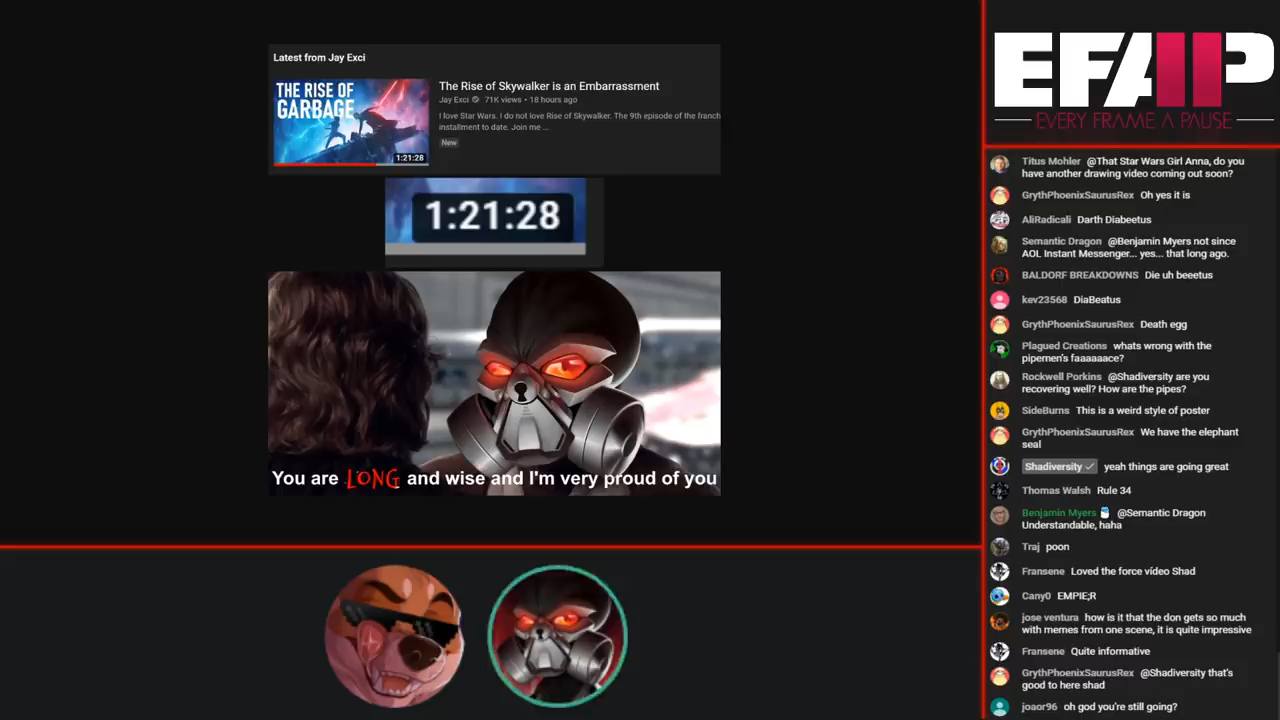 Latest from Jay Exci
THE RISE OF
GARBAGE
1:21:28
The Rise of Skywalker is an Embarrassment
Jay Exci 71K views • 18 hours ago
I love Star Wars. I do not love Rise of Skywalker. The 9th episode of the franch
installment to date. Join me ...
New
1:21:28
You are LONG and wise and I'm very proud of you
EFAP
EVERY FRAME A PAUSE
Titus Mohler @That Star Wars Girl Anna, do you
have another drawing video coming out soon?
GrythPhoenixSaurusRex Oh yes it is
AliRadicali Darth Diabeetus
Semantic Dragon @Benjamin Myers not since
AOL Instant Messenger... yes... that long ago.
BALDORF BREAKDOWNS Die uh beeetus
kev23568 DiaBeatus
GrythPhoenixSaurusRex Death egg
Plagued Creations whats wrong with the
pipemen's faaaaaace?
Rockwell Porkins @Shadiversity are you
recovering well? How are the pipes?
SideBurns This is a weird style of poster
GrythPhoenixSaurusRex We have the elephant
seal
Shadiversity yeah things are going great
Thomas Walsh Rule 34
Benjamin Myers @Semantic Dragon
Understandable, haha
Traj poon
Fransene Loved the force vídeo Shad
Cany0 EMPIE;R
jose ventura how is it that the don gets so much
with memes from one scene, it is quite impressive
Fransene Quite informative
GrythPhoenixSaurusRex @Shadiversity that's
good to here shad
joaor96 oh god you're still going?